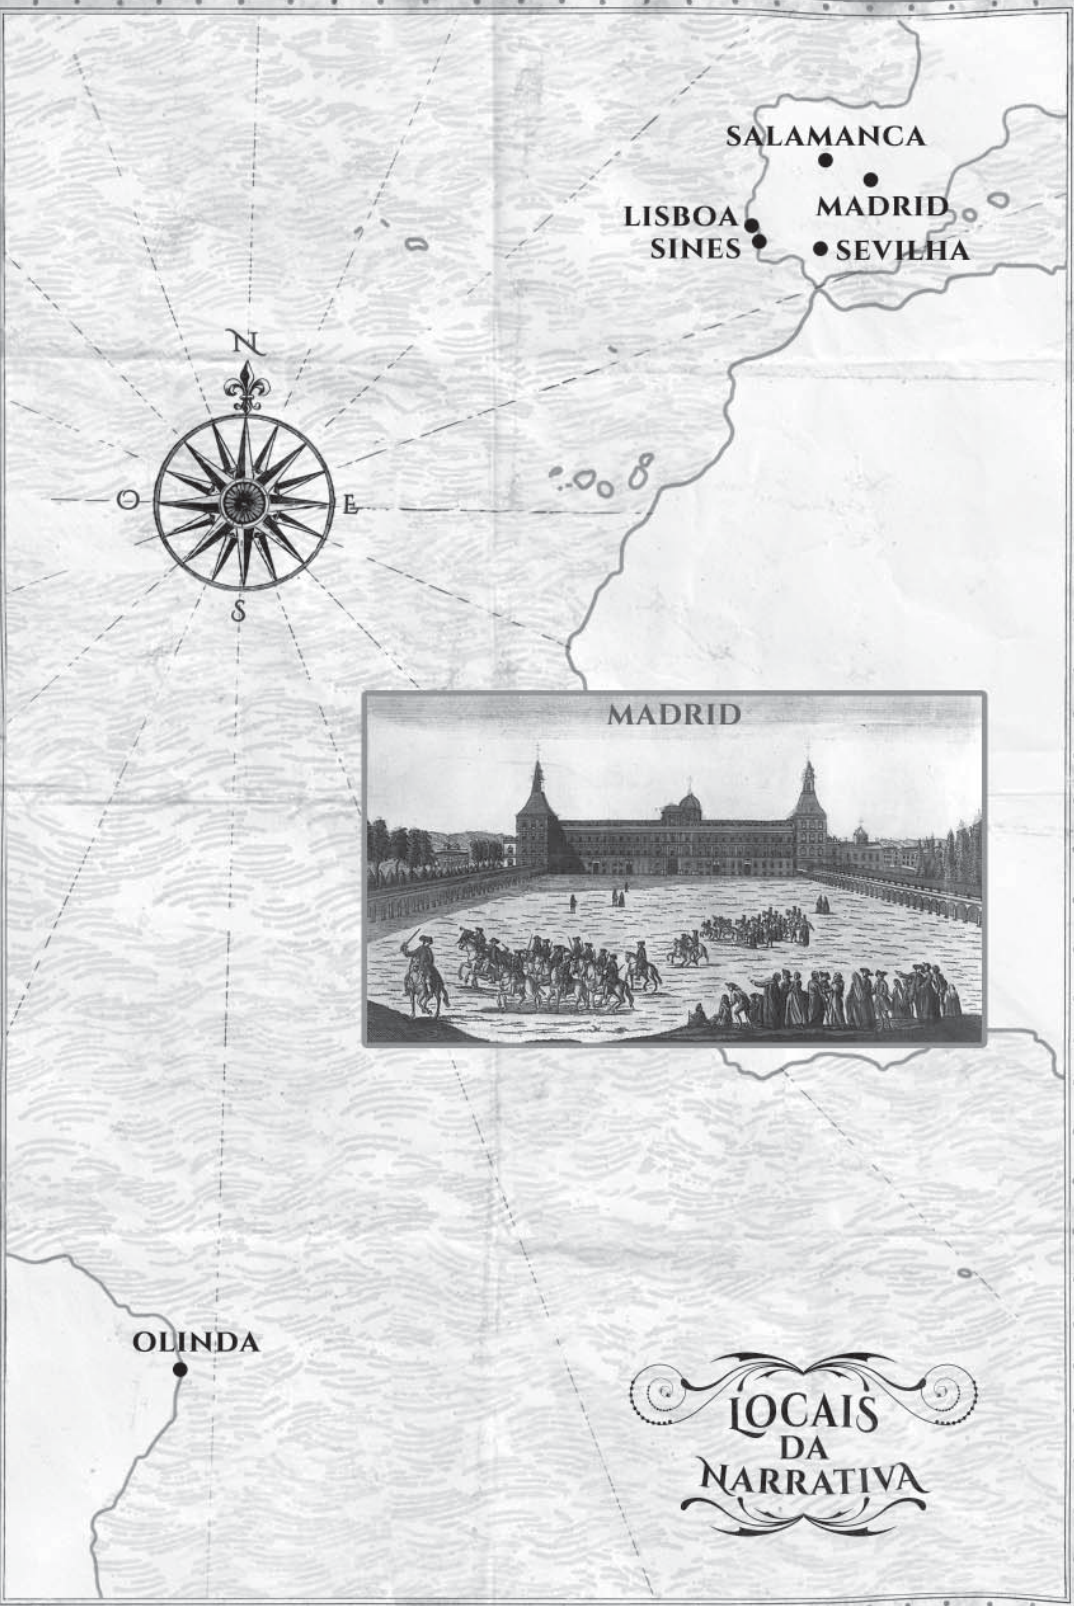 SALAMANCA
MADRID
LISBOA
SINES
SEVILHA
N
O
E
S
MADRID
OLINDA
LOCAIS
DA
NARRATIVA